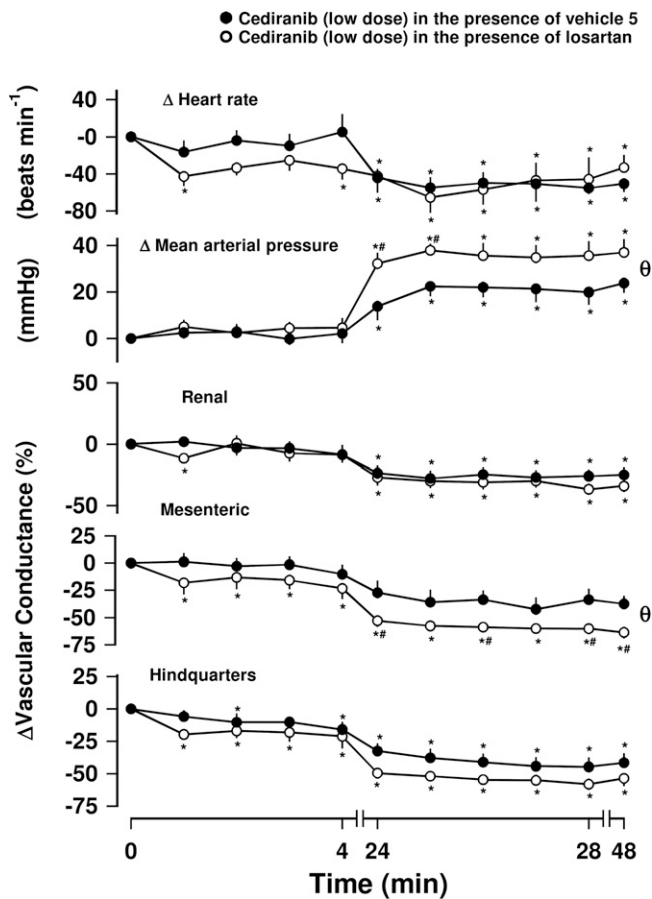 ● Cediranib (low dose) in the presence of vehicle 5
○ Cediranib (low dose) in the presence of losartan
Δ Heart rate
40
-0
-40
-80
(beats min⁻¹)
* * * * * * * * * * * * * *
Δ Mean arterial pressure
40
20
0
(mmHg)
*# *# * * * *
θ
* * * * * *
Renal
50
0
-50
* * * * * *
* * * * * * *
ΔVascular Conductance (%)
Mesenteric
25
0
-25
-50
-75
* * * *
*# * *# * *# *#
θ
Hindquarters
25
0
-25
-50
-75
* * * * * * * *
* * * * * * * * * *
0 4 24 28 48
Time (min)